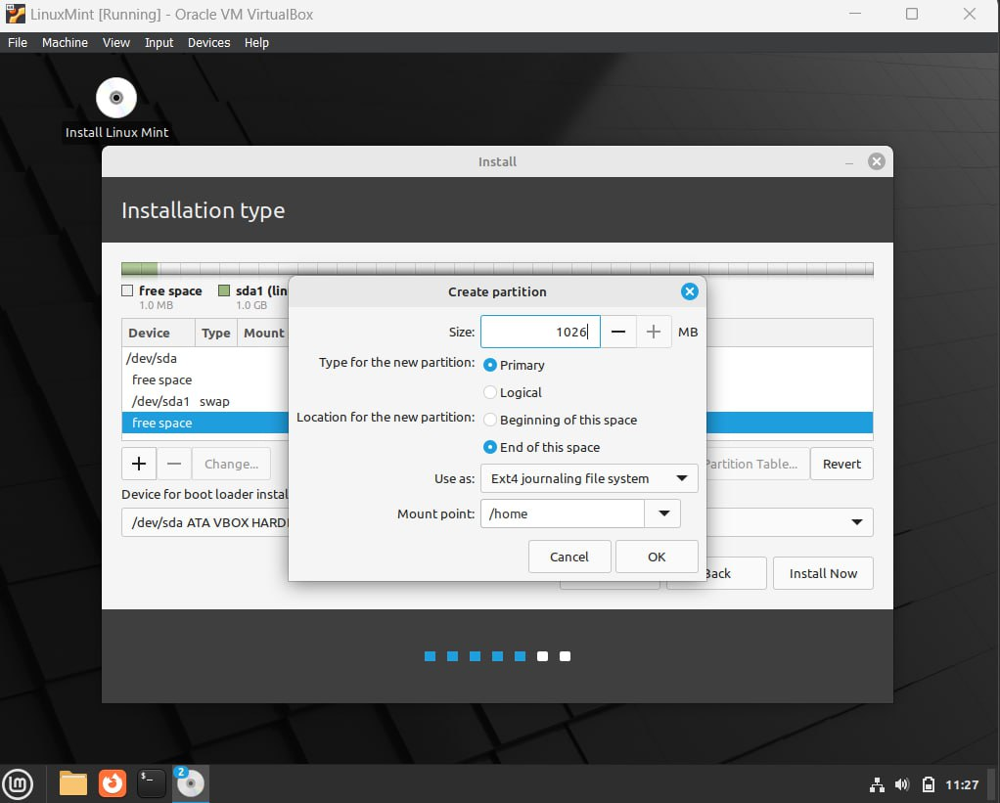 LinuxMint [Running] - Oracle VM VirtualBox
File Machine View Input Devices Help
Install Linux Mint
Install
Installation type
free space
sda1 (lin
1.0 MB
1.0 GB
Device Type Mount
/dev/sda
free space
/dev/sda1 swap
free space
Change...
Partition Table...
Revert
Device for boot loader instal
/dev/sda ATA VBOX HARD
Back
Install Now
Create partition
Size: 1026 MB
Type for the new partition: Primary
Logical
Location for the new partition: Beginning of this space
End of this space
Use as: Ext4 journaling file system
Mount point: /home
Cancel
OK
2
$_
11:27